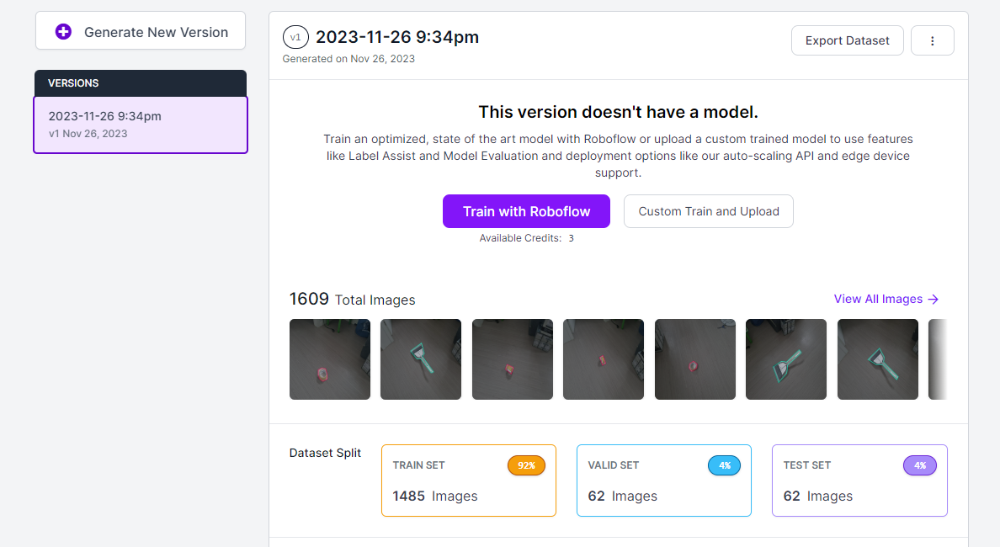 Generate New Version
VERSIONS
2023-11-26 9:34pm
v1 Nov 26, 2023
v1 2023-11-26 9:34pm
Generated on Nov 26, 2023
Export Dataset
This version doesn't have a model.
Train an optimized, state of the art model with Roboflow or upload a custom trained model to use features
like Label Assist and Model Evaluation and deployment options like our auto-scaling API and edge device
support.
Train with Roboflow
Custom Train and Upload
Available Credits: 3
1609 Total Images
View All Images →
Dataset Split
TRAIN SET 92%
1485 Images
VALID SET 4%
62 Images
TEST SET 4%
62 Images